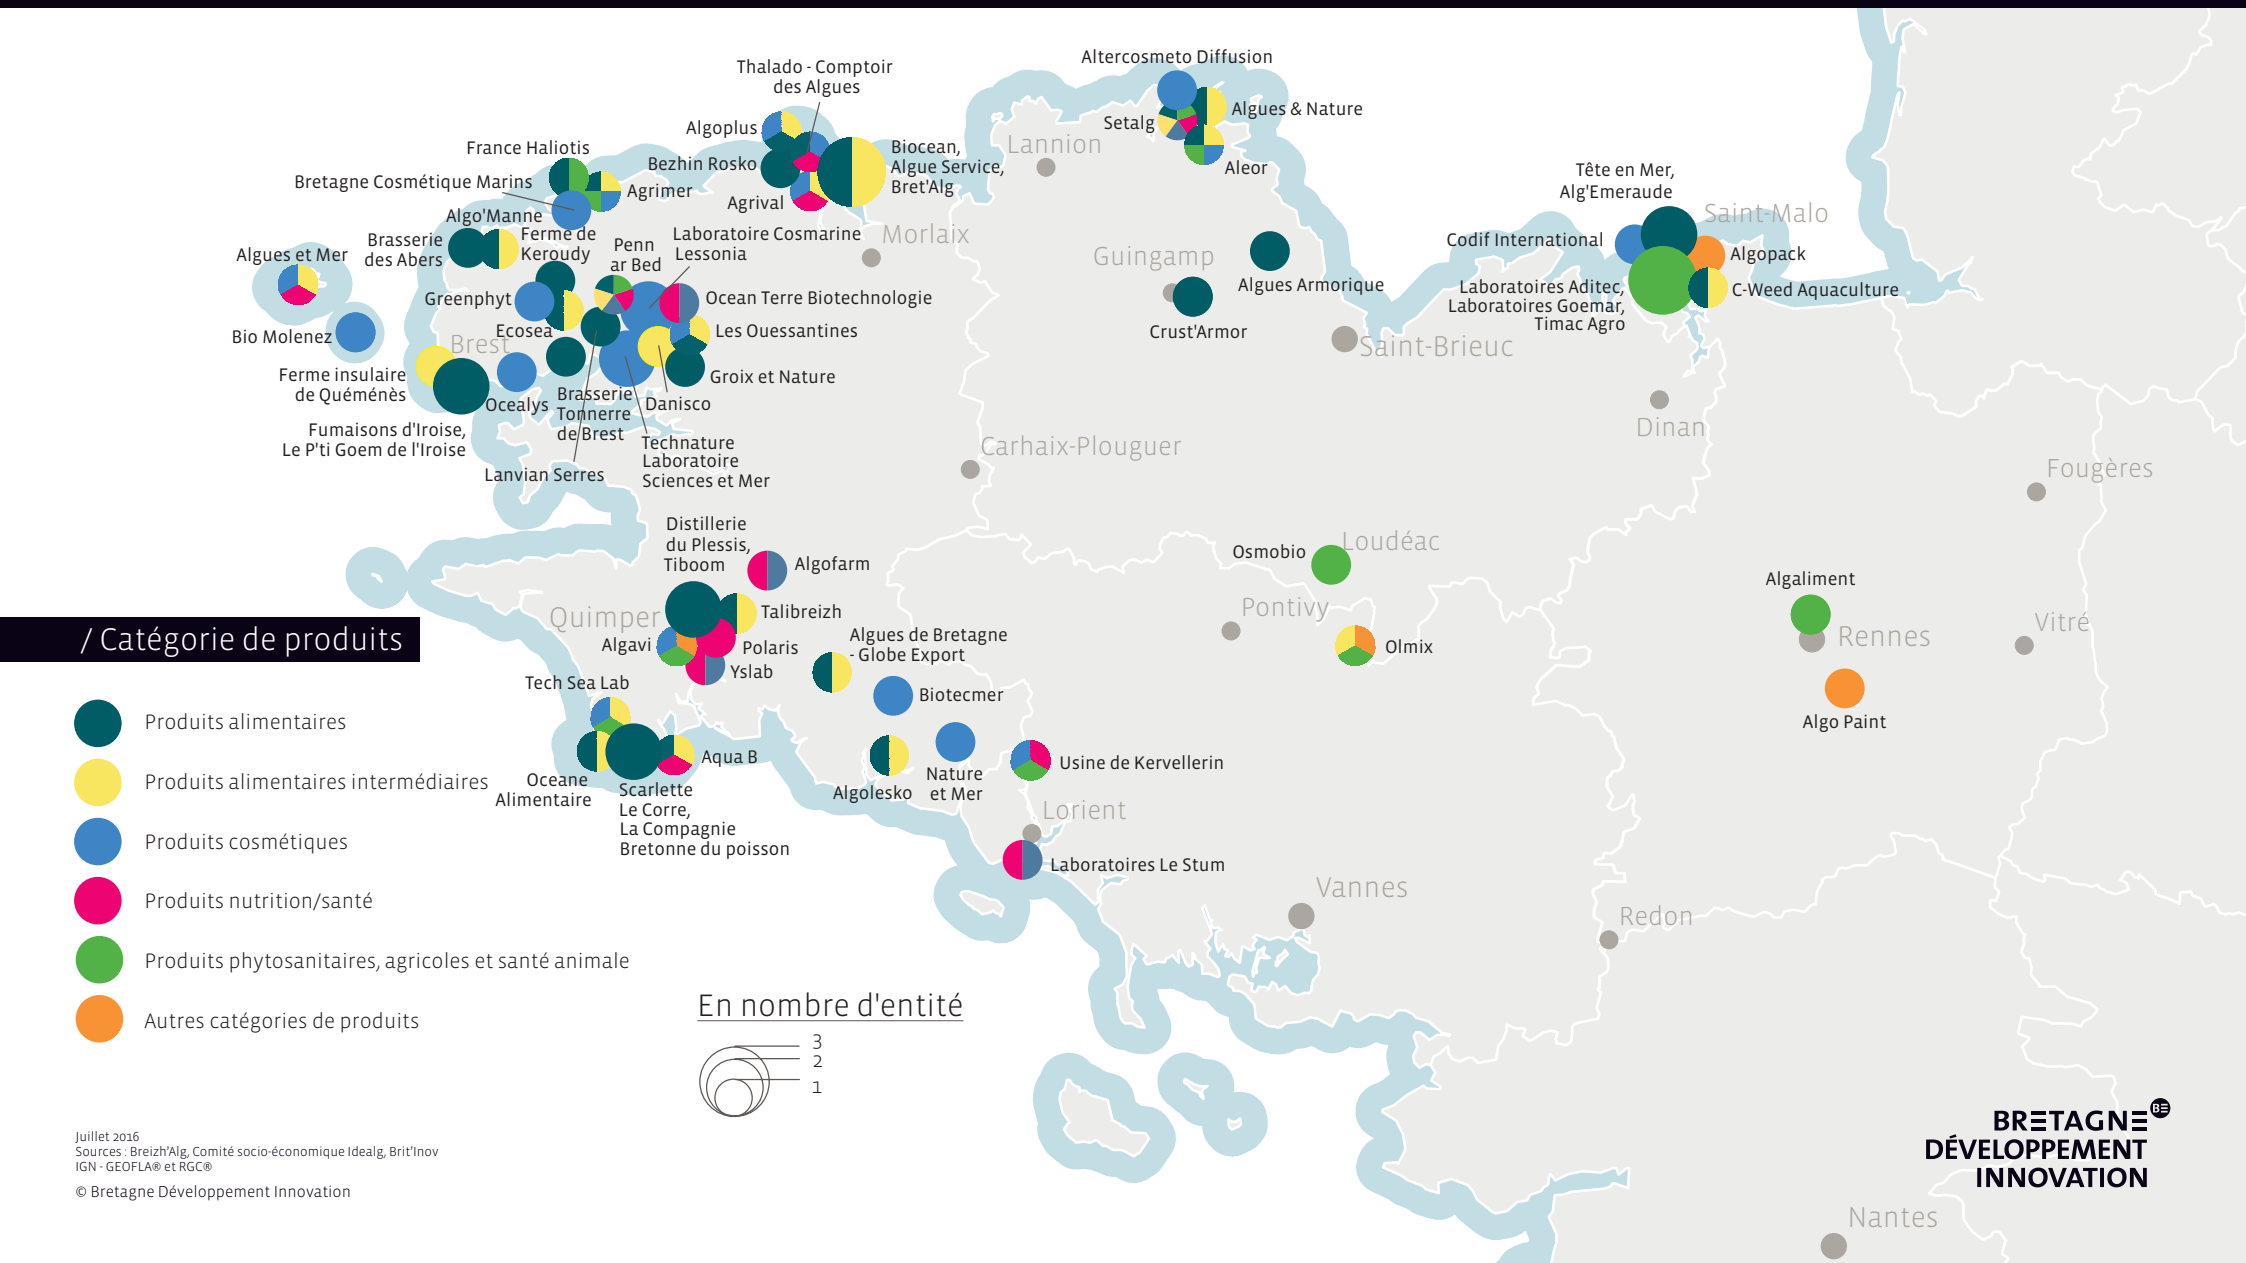 Altercosmeto Diffusion
Thalado - Comptoir
des Algues
Algues & Nature
Setalg
Algoplus
Biocean,
Algue Service,
Bret'Alg
Lannion
France Haliotis
Bezhin Rosko
Aleor
Tête en Mer,
Alg'Emeraude
Bretagne Cosmétique Marins
Agrimer
Agrival
Saint-Malo
Algo'Manne
Ferme de
Keroudy
Penn
ar Bed
Laboratoire Cosmarine
Lessonia
Morlaix
Brasserie
des Abers
Codif International
Algues et Mer
Guingamp
Algopack
Algues Armorique
Laboratoires Aditec,
Laboratoires Goemar,
Timac Agro
C-Weed Aquaculture
Greenphyt
Ocean Terre Biotechnologie
Bio Molenez
Ecosea
Les Ouessantines
Crust'Armor
Brest
Saint-Brieuc
Ferme insulaire
de Quéménès
Groix et Nature
Ocealys
Brasserie
Tonnerre
de Brest
Danisco
Dinan
Fumaisons d'Iroise,
Le P'ti Goem de l'Iroise
Technature
Laboratoire
Sciences et Mer
Carhaix-Plouguer
Lanvian Serres
Fougères
Distillerie
du Plessis,
Tiboom
Algofarm
Osmobio
Loudéac
Algaliment
Quimper
Talibreizh
Pontivy
Vitré
Rennes
Algavi
Polaris
Yslab
Algues de Bretagne
- Globe Export
Olmix
Tech Sea Lab
Biotecmer
Algo Paint
Aqua B
Usine de Kervellerin
Oceane
Alimentaire
Scarlette
Le Corre,
La Compagnie
Bretonne du poisson
Algolesko
Nature
et Mer
Lorient
Laboratoires Le Stum
Vannes
Redon
Nantes
/ Catégorie de produits
Produits alimentaires
Produits alimentaires intermédiaires
Produits cosmétiques
Produits nutrition/santé
Produits phytosanitaires, agricoles et santé animale
Autres catégories de produits
En nombre d'entité
3
2
1
Juillet 2016
Sources : Breizh'Alg, Comité socio-économique Idealg, Brit'Inov
IGN - GEOFLA® et RGC®
© Bretagne Développement Innovation
BRETAGNE
DÉVELOPPEMENT
INNOVATION